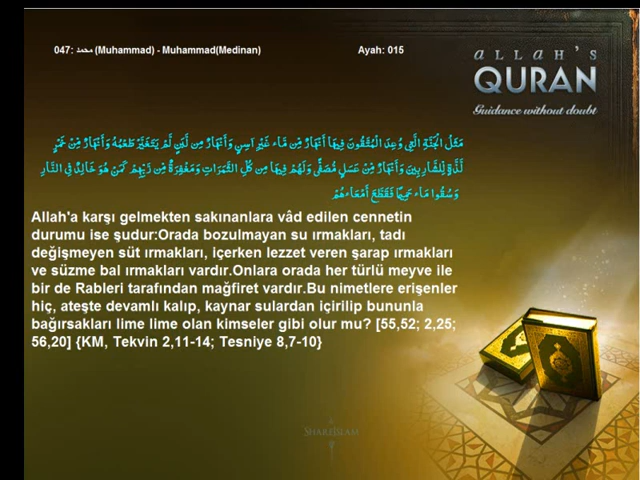 047: محمد (Muhammad) - Muhammad(Medinan) Ayah: 015
ALLAH'S
QURAN
Guidance without doubt
مَثَلُ الْجَنَّةِ الَّتِي وُعِدَ الْمُتَّقُونَ فِيهَا أَنْهَارٌ مِّن مَّاء غَيْرِ آسِنٍ وَأَنْهَارٌ مِن لَّبَنٍ لَّمْ يَتَغَيَّرْ طَعْمُهُ وَأَنْهَارٌ مِّنْ خَمْرٍ
لَّذَّةٍ لِّلشَّارِبِينَ وَأَنْهَارٌ مِّنْ عَسَلٍ مُّصَفًّى وَلَهُمْ فِيهَا مِن كُلِّ الثَّمَرَاتِ وَمَغْفِرَةٌ مِّن رَّبِّهِمْ كَمَنْ هُوَ خَالِدٌ فِي النَّارِ
وَسُقُوا مَاء حَمِيمًا فَقَطَّعَ أَمْعَاءهُمْ
Allah'a karşı gelmekten sakınanlara vâd edilen cennetin
durumu ise şudur:Orada bozulmayan su ırmakları, tadı
değişmeyen süt ırmakları, içerken lezzet veren şarap ırmakları
ve süzme bal ırmakları vardır.Onlara orada her türlü meyve ile
bir de Rableri tarafından mağfiret vardır.Bu nimetlere erişenler
hiç, ateşte devamlı kalıp, kaynar sulardan içirilip bununla
bağırsakları lime lime olan kimseler gibi olur mu? [55,52; 2,25;
56,20] {KM, Tekvin 2,11-14; Tesniye 8,7-10}
SHAREISLAM